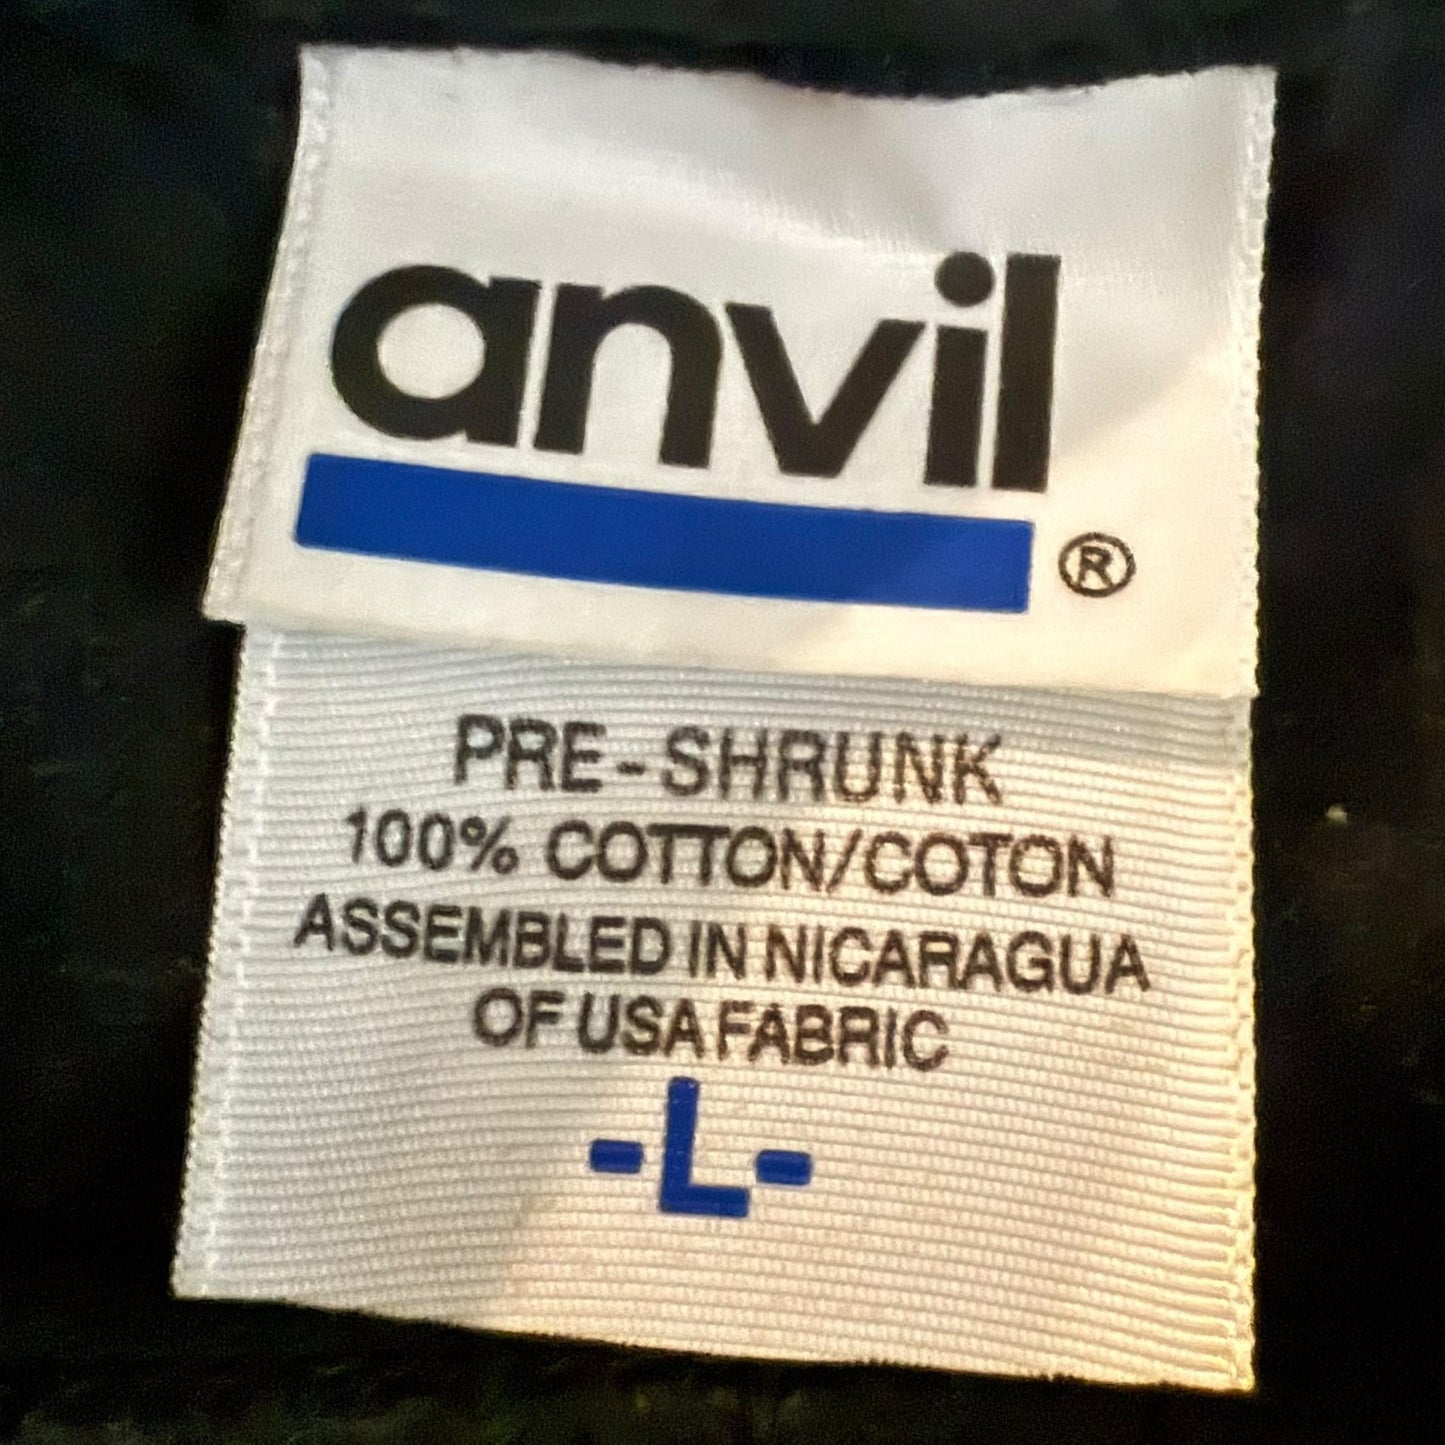 anvil
®
PRE-SHRUNK
100% COTTON/COTON
ASSEMBLED IN NICARAGUA
OF USA FABRIC
-L-